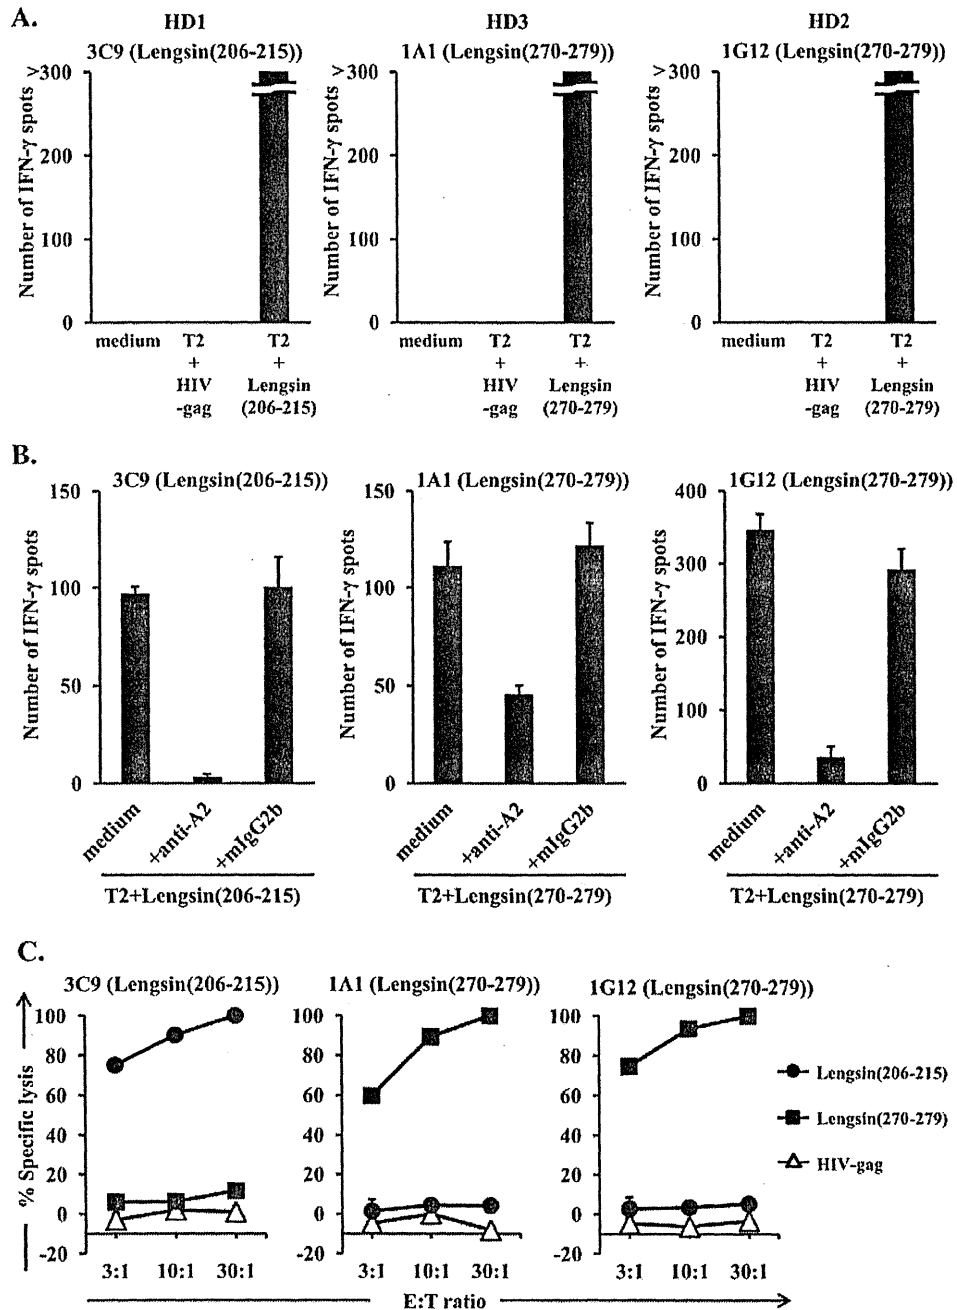 A.
HD1
3C9 (Lengsin(206-215))
Number of IFN-γ spots
>
300
200
100
0
medium
T2
+
HIV
-gag
T2
+
Lengsin
(206-215)
HD3
1A1 (Lengsin(270-279))
Number of IFN-γ spots
>
300
200
100
0
medium
T2
+
HIV
-gag
T2
+
Lengsin
(270-279)
HD2
1G12 (Lengsin(270-279))
Number of IFN-γ spots
>
300
200
100
0
medium
T2
+
HIV
-gag
T2
+
Lengsin
(270-279)
B.
3C9 (Lengsin(206-215))
Number of IFN-γ spots
150
100
50
0
medium
+anti-A2
+mIgG2b
T2+Lengsin(206-215)
1A1 (Lengsin(270-279))
Number of IFN-γ spots
150
100
50
0
medium
+anti-A2
+mIgG2b
T2+Lengsin(270-279)
1G12 (Lengsin(270-279))
Number of IFN-γ spots
400
300
200
100
0
medium
+anti-A2
+mIgG2b
T2+Lengsin(270-279)
C.
% Specific lysis
3C9 (Lengsin(206-215))
100
80
60
40
20
0
-20
3:1
10:1
30:1
1A1 (Lengsin(270-279))
100
80
60
40
20
0
-20
3:1
10:1
30:1
1G12 (Lengsin(270-279))
100
80
60
40
20
0
-20
3:1
10:1
30:1
Lengsin(206-215)
Lengsin(270-279)
HIV-gag
E:T ratio